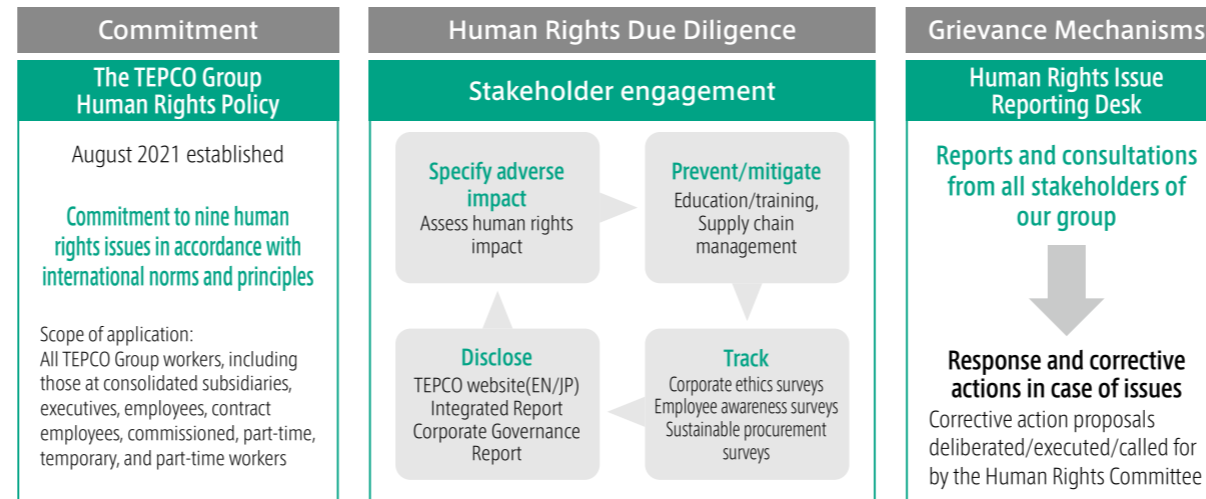 Commitment
The TEPCO Group
Human Rights Policy
August 2021 established
Commitment to nine human
rights issues in accordance with
international norms and principles
Scope of application:
All TEPCO Group workers, including
those at consolidated subsidiaries,
executives, employees, contract
employees, commissioned, part-time,
temporary, and part-time workers
Human Rights Due Diligence
Stakeholder engagement
Specify adverse
impact
Assess human rights
impact
Prevent/mitigate
Education/training,
Supply chain
management
Disclose
TEPCO website(EN/JP)
Integrated Report
Corporate Governance
Report
Track
Corporate ethics surveys
Employee awareness surveys
Sustainable procurement
surveys
Grievance Mechanisms
Human Rights Issue
Reporting Desk
Reports and consultations
from all stakeholders of
our group
Response and corrective
actions in case of issues
Corrective action proposals
deliberated/executed/called for
by the Human Rights Committee